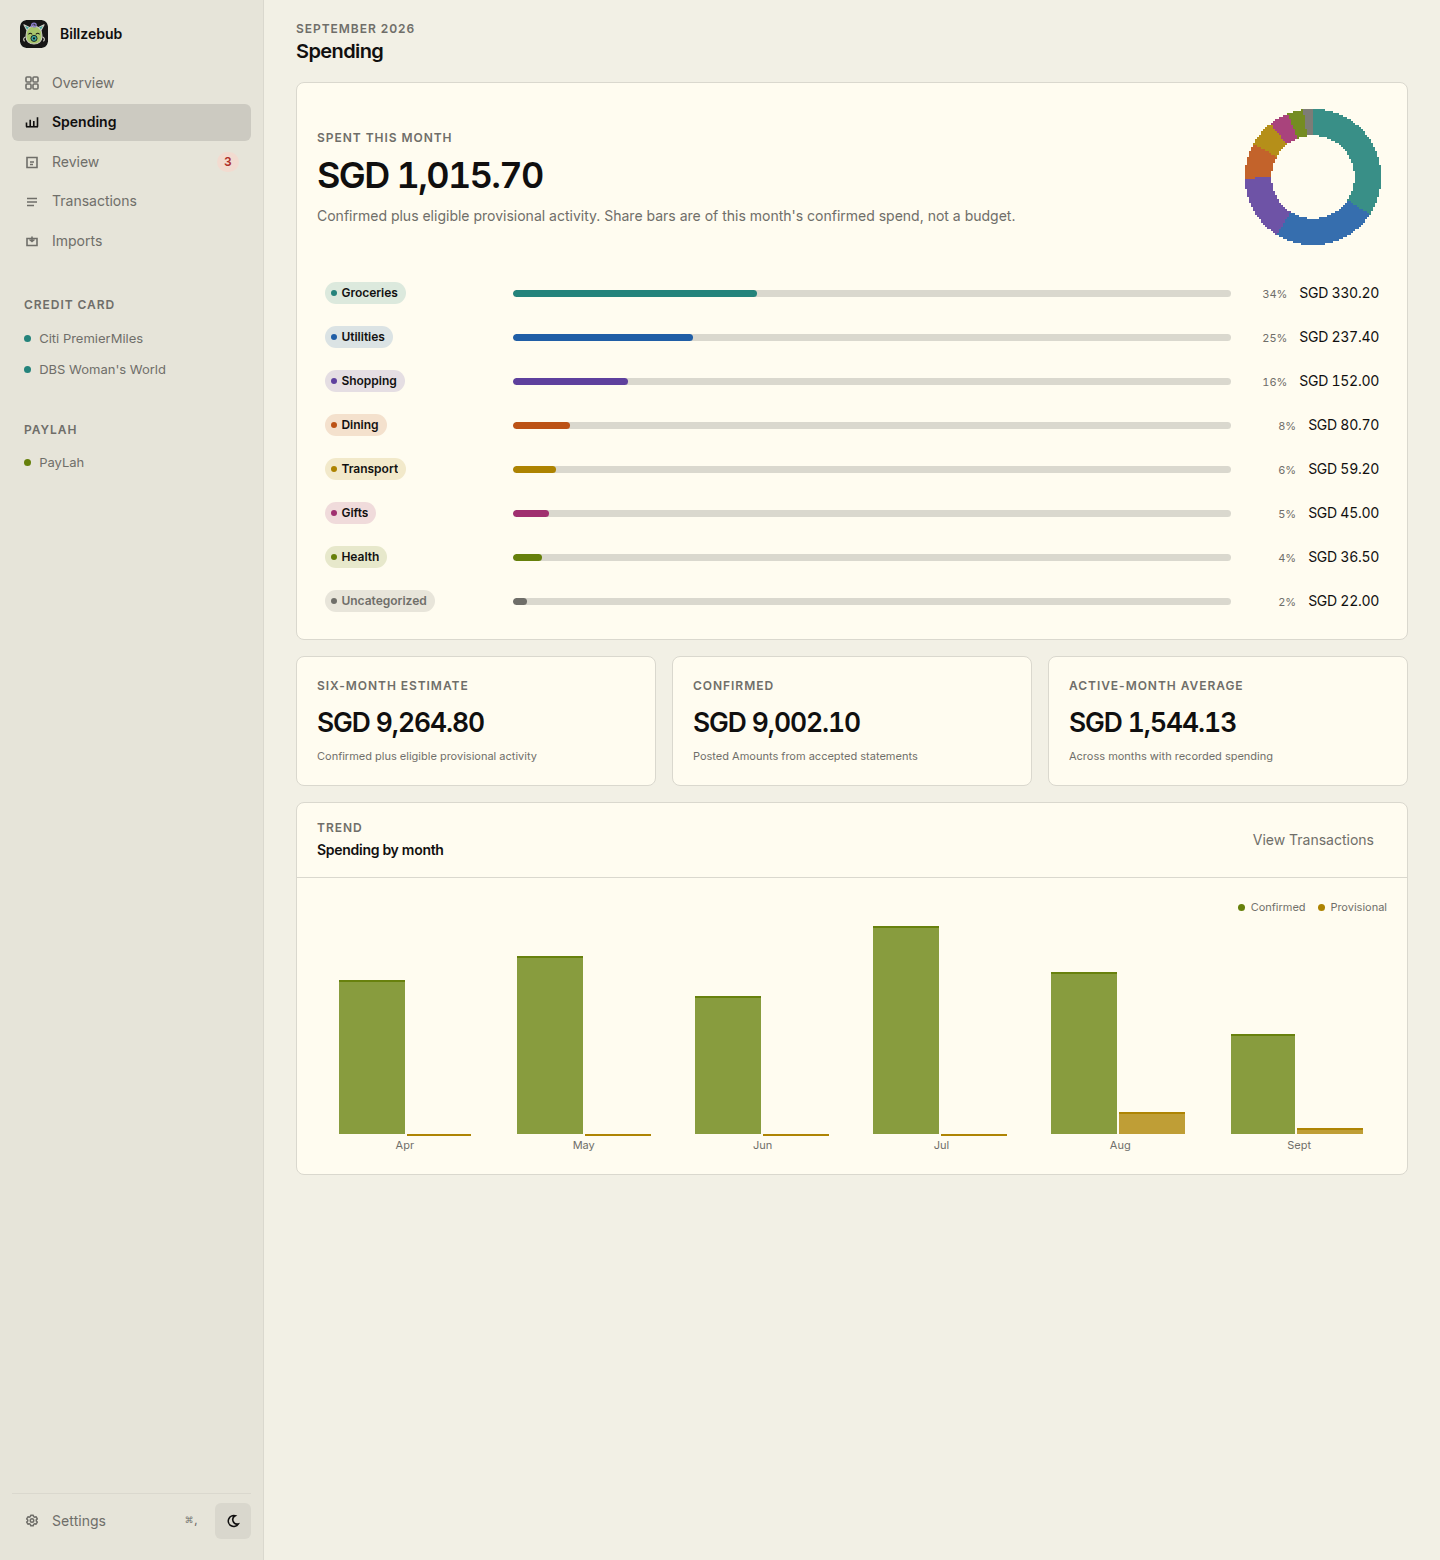 Billzebub
Overview
Spending
Review 3
Transactions
Imports
CREDIT CARD
Citi PremierMiles
DBS Woman's World
PAYLAH
PayLah
Settings ⌘,
SEPTEMBER 2026
Spending
SPENT THIS MONTH
SGD 1,015.70
Confirmed plus eligible provisional activity. Share bars are of this month's confirmed spend, not a budget.
Groceries 34% SGD 330.20
Utilities 25% SGD 237.40
Shopping 16% SGD 152.00
Dining 8% SGD 80.70
Transport 6% SGD 59.20
Gifts 5% SGD 45.00
Health 4% SGD 36.50
Uncategorized 2% SGD 22.00
SIX-MONTH ESTIMATE
SGD 9,264.80
Confirmed plus eligible provisional activity
CONFIRMED
SGD 9,002.10
Posted Amounts from accepted statements
ACTIVE-MONTH AVERAGE
SGD 1,544.13
Across months with recorded spending
TREND
Spending by month
View Transactions
Confirmed Provisional
Apr May Jun Jul Aug Sept